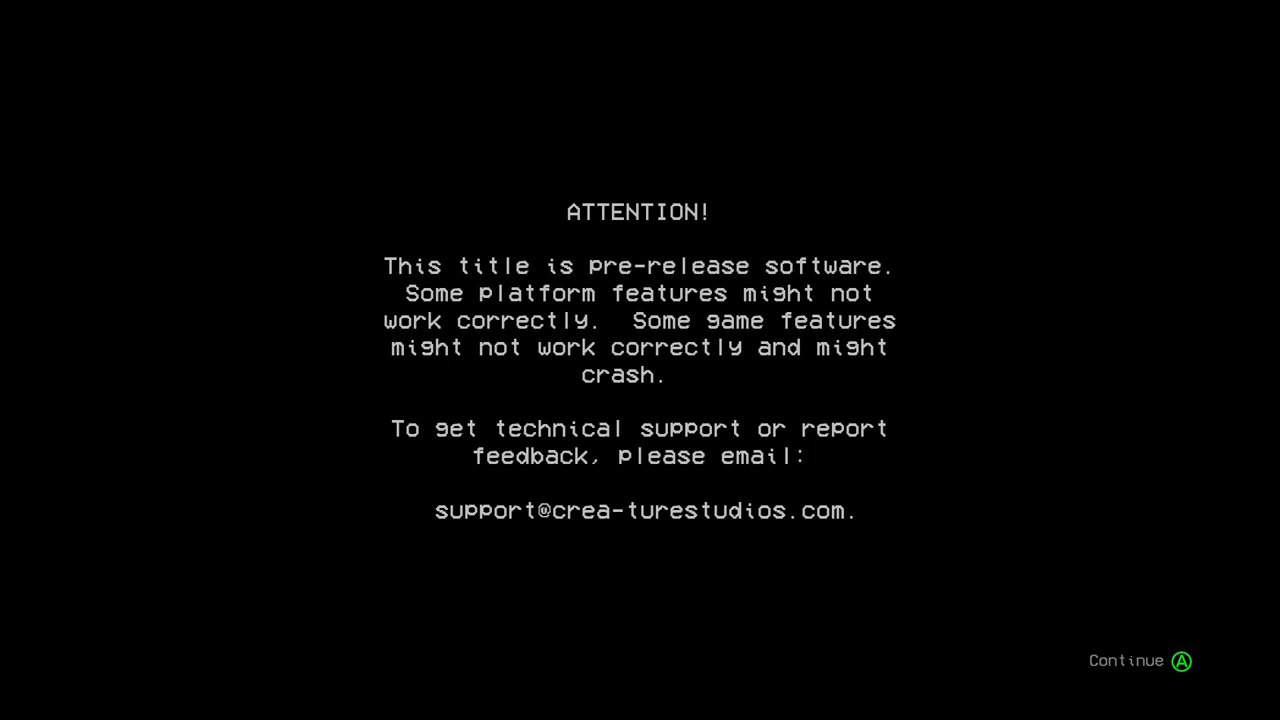 ATTENTION!
This title is pre-release software.
Some platform features might not
work correctly.  Some game features
might not work correctly and might
crash.
To get technical support or report
feedback, please email:
support@crea-turestudios.com.
Continue A